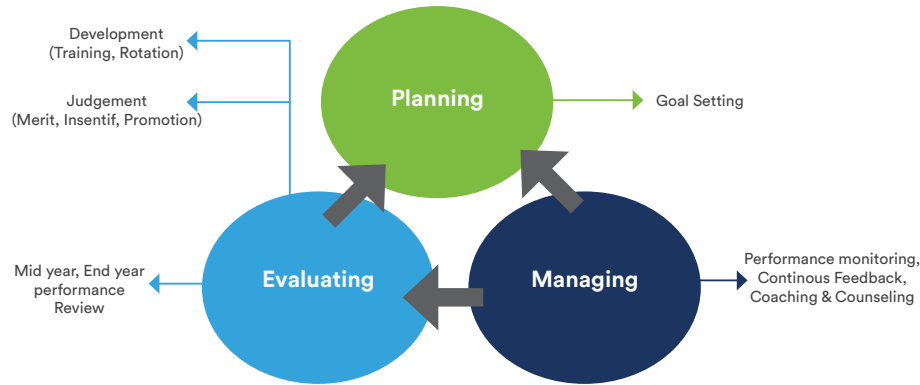 Development
(Training, Rotation)
Judgement
(Merit, Insentif, Promotion)
Planning
Goal Setting
Mid year, End year
performance
Review
Evaluating
Managing
Performance monitoring,
Continous Feedback,
Coaching & Counseling